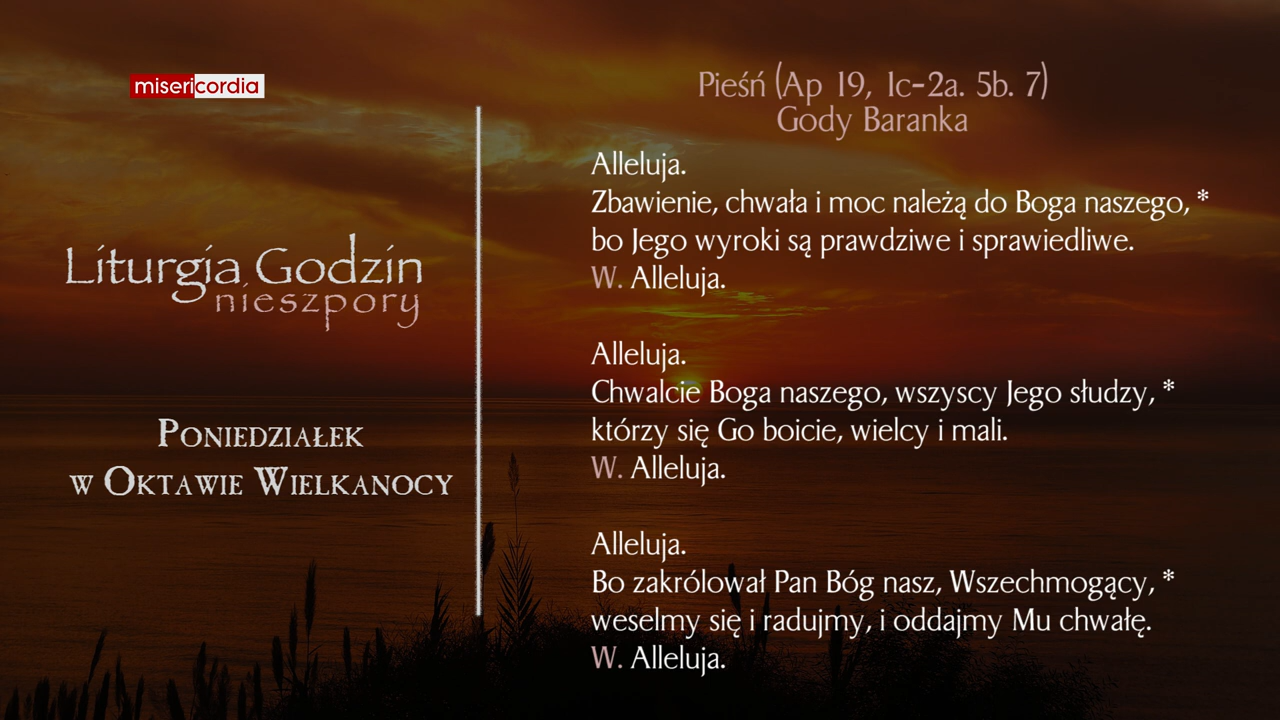 misericordia
Liturgia Godzin
nieszpory
Poniedziałek
w Oktawie Wielkanocy
Pieśń (Ap 19, 1c-2a. 5b. 7)
Gody Baranka
Alleluja.
Zbawienie, chwała i moc należą do Boga naszego, *
bo Jego wyroki są prawdziwe i sprawiedliwe.
W. Alleluja.
Alleluja.
Chwalcie Boga naszego, wszyscy Jego słudzy, *
którzy się Go boicie, wielcy i mali.
W. Alleluja.
Alleluja.
Bo zakrólował Pan Bóg nasz, Wszechmogący, *
weselmy się i radujmy, i oddajmy Mu chwałę.
W. Alleluja.